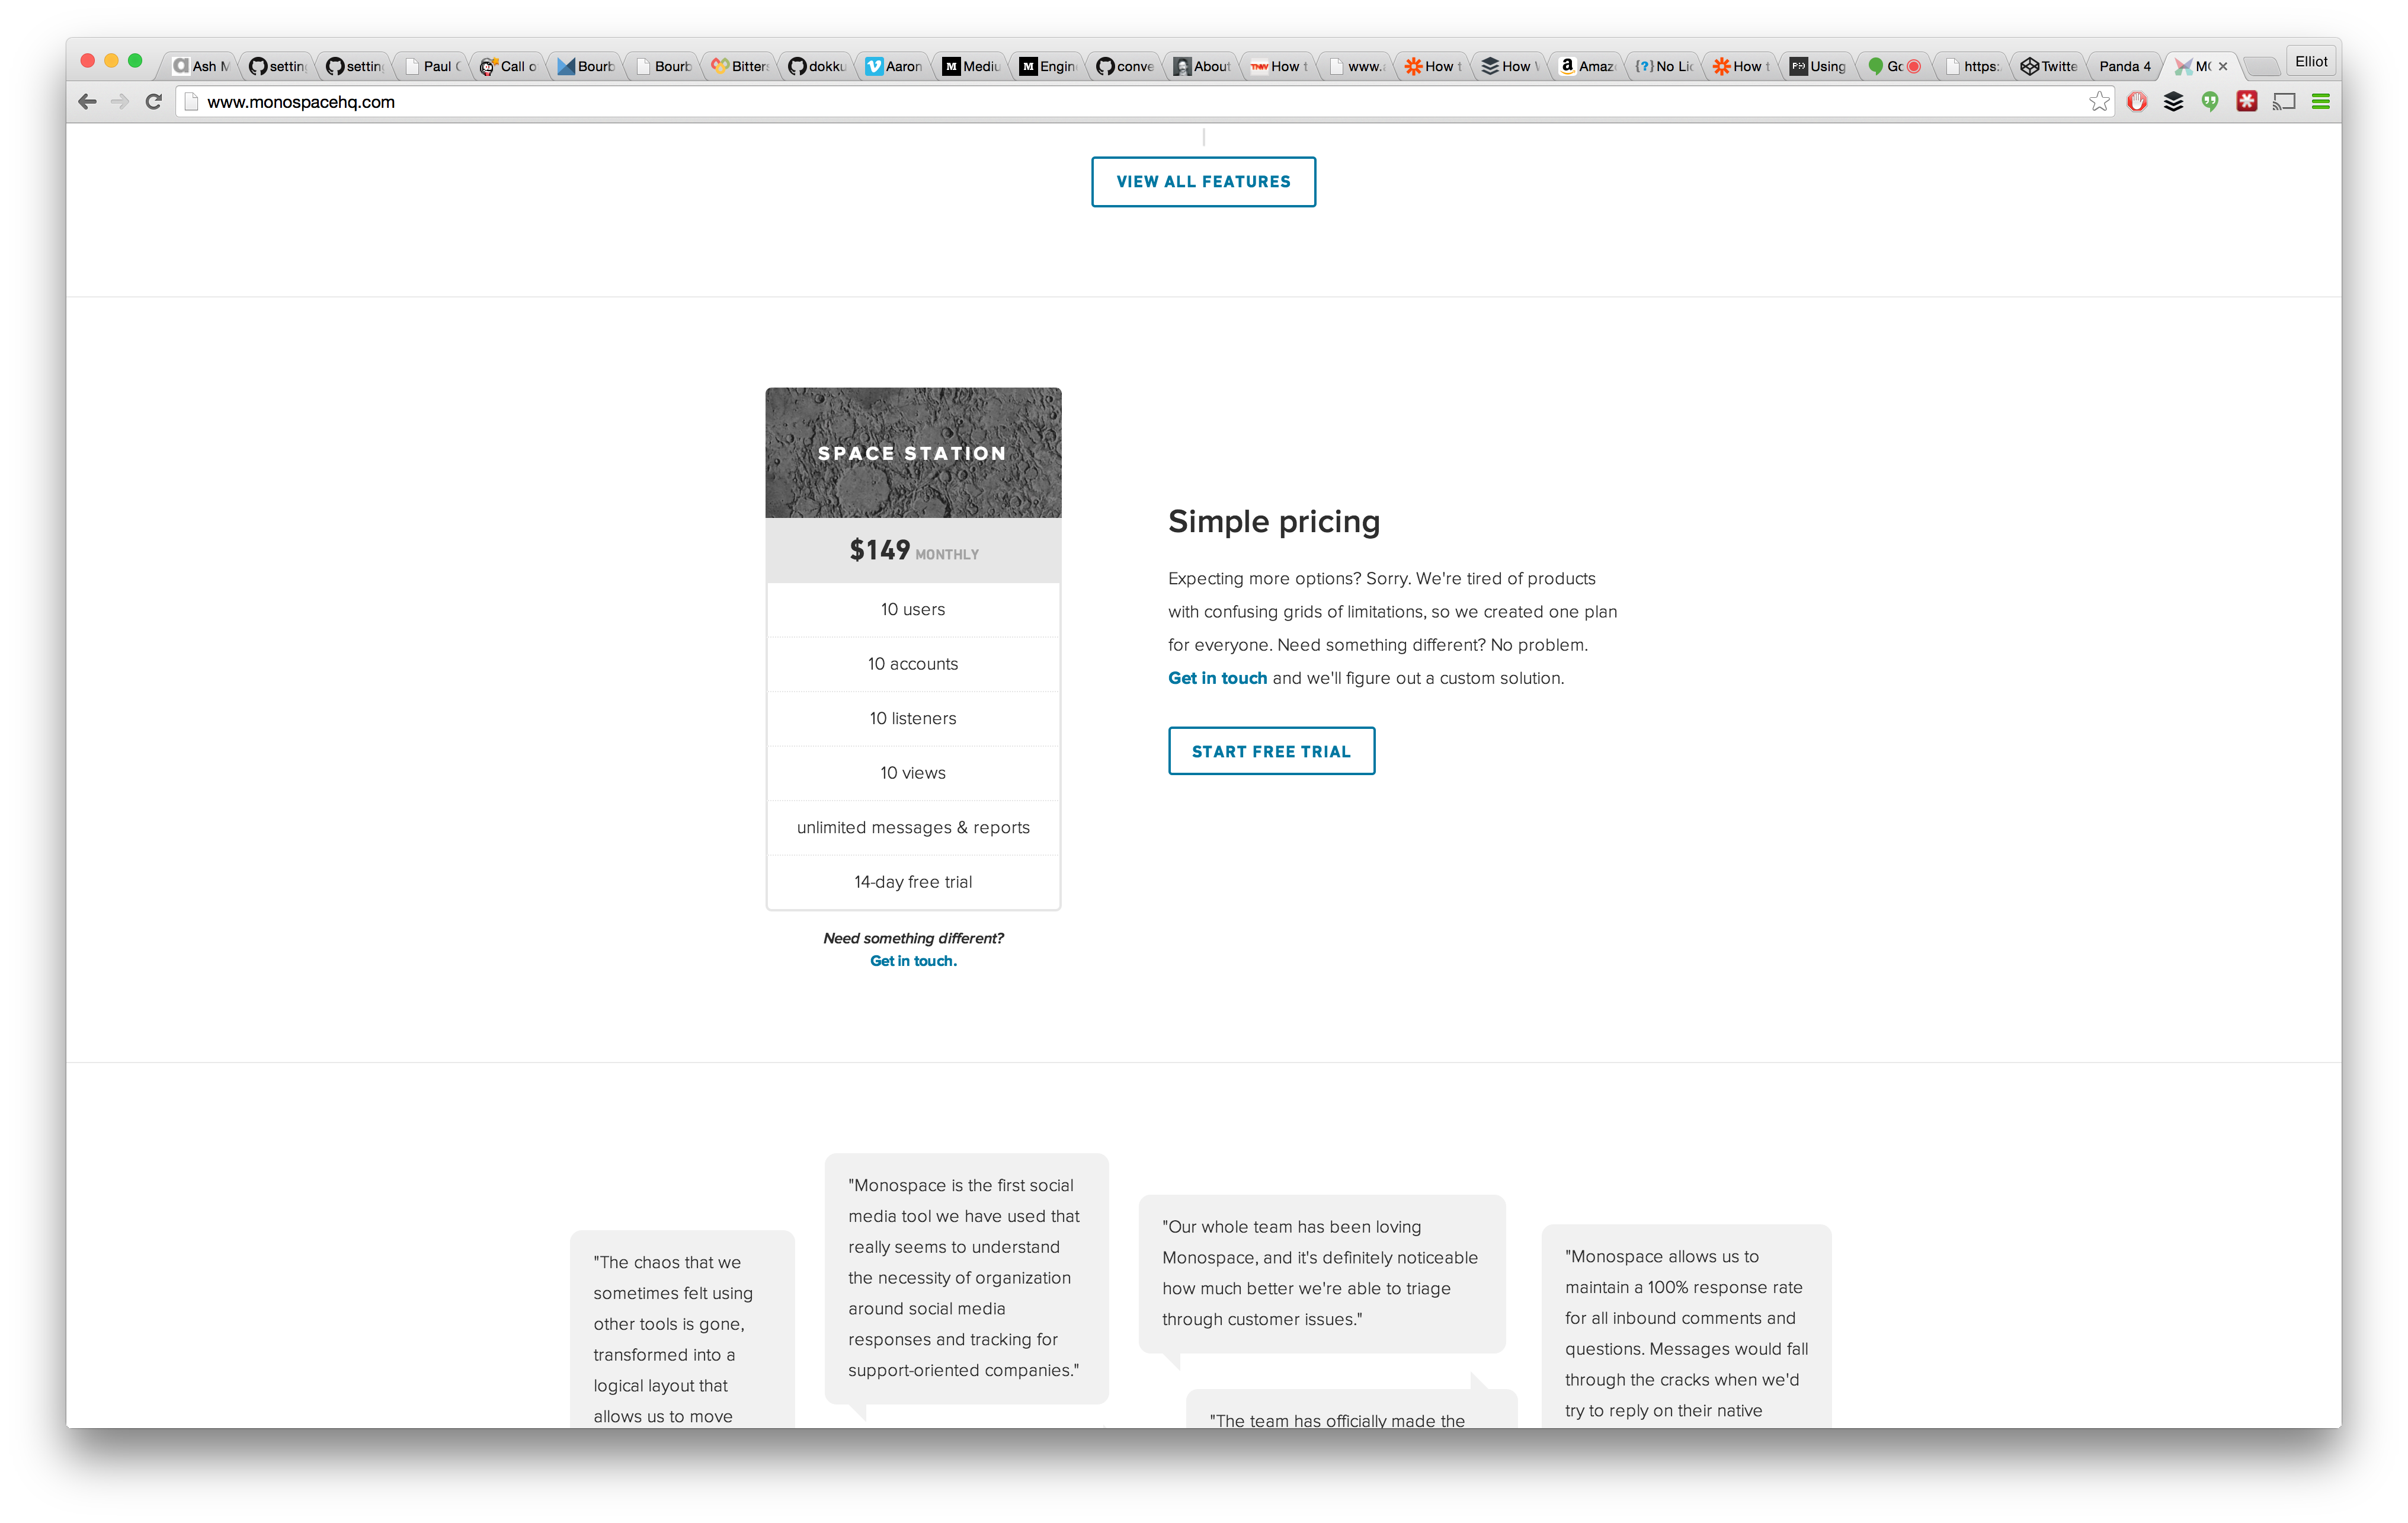 Ash M
settin
settin
Paul
Call o
Bourb
Bourb
Bitter
dokku
Aaron
Mediu
Engin
conve
About
How t
www.
How t
How
Amaz
No Li
How t
Using
Go
https:
Twitte
Panda 4
MO
Elliot
www.monospacehq.com
VIEW ALL FEATURES
SPACE STATION
$149 MONTHLY
10 users
10 accounts
10 listeners
10 views
unlimited messages & reports
14-day free trial
Need something different?
Get in touch.
Simple pricing
Expecting more options? Sorry. We're tired of products
with confusing grids of limitations, so we created one plan
for everyone. Need something different? No problem.
Get in touch and we'll figure out a custom solution.
START FREE TRIAL
"The chaos that we
sometimes felt using
other tools is gone,
transformed into a
logical layout that
allows us to move
"Monospace is the first social
media tool we have used that
really seems to understand
the necessity of organization
around social media
responses and tracking for
support-oriented companies."
"Our whole team has been loving
Monospace, and it's definitely noticeable
how much better we're able to triage
through customer issues."
"The team has officially made the
"Monospace allows us to
maintain a 100% response rate
for all inbound comments and
questions. Messages would fall
through the cracks when we'd
try to reply on their native